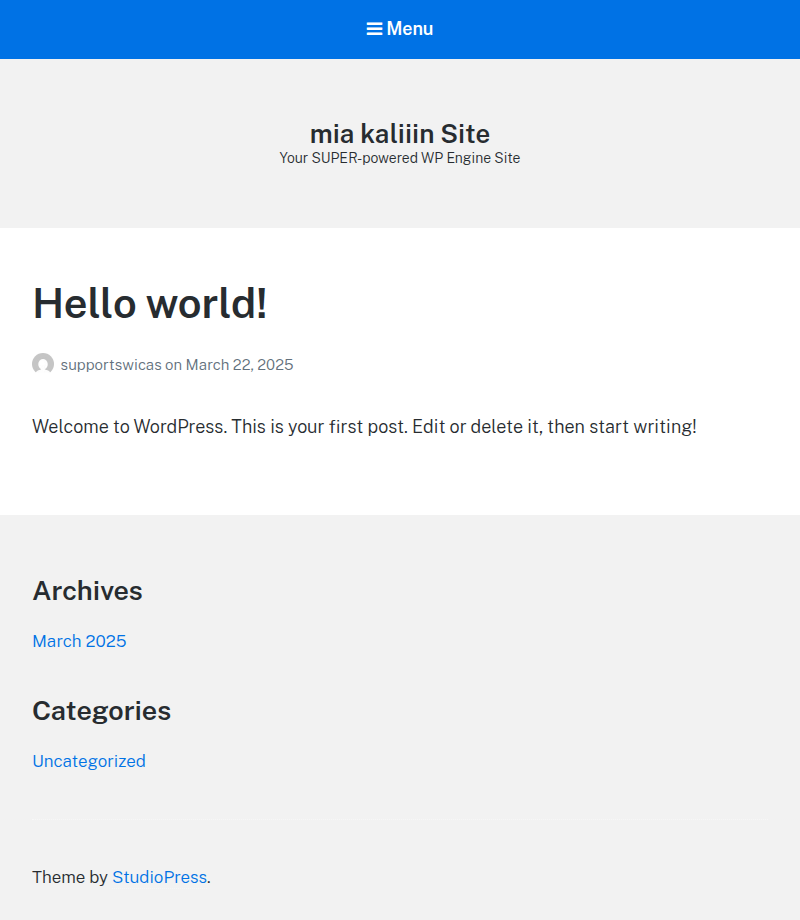 Menu
mia kaliiin Site
Your SUPER-powered WP Engine Site
Hello world!
supportswicas on March 22, 2025
Welcome to WordPress. This is your first post. Edit or delete it, then start writing!
Archives
March 2025
Categories
Uncategorized
Theme by StudioPress.